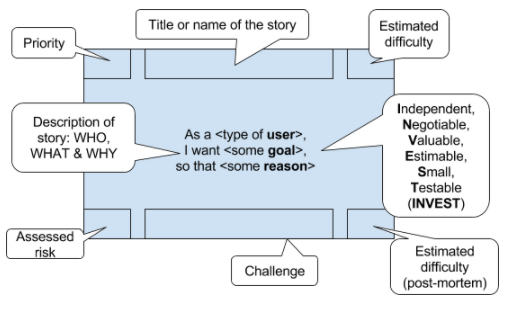 Title or name of the story
Priority
Estimated
difficulty
Description of
story: WHO,
WHAT & WHY
As a <type of user>,
I want <some goal>,
so that <some reason>
Independent,
Negotiable,
Valuable,
Estimable,
Small,
Testable
(INVEST)
Assessed
risk
Challenge
Estimated
difficulty
(post-mortem)